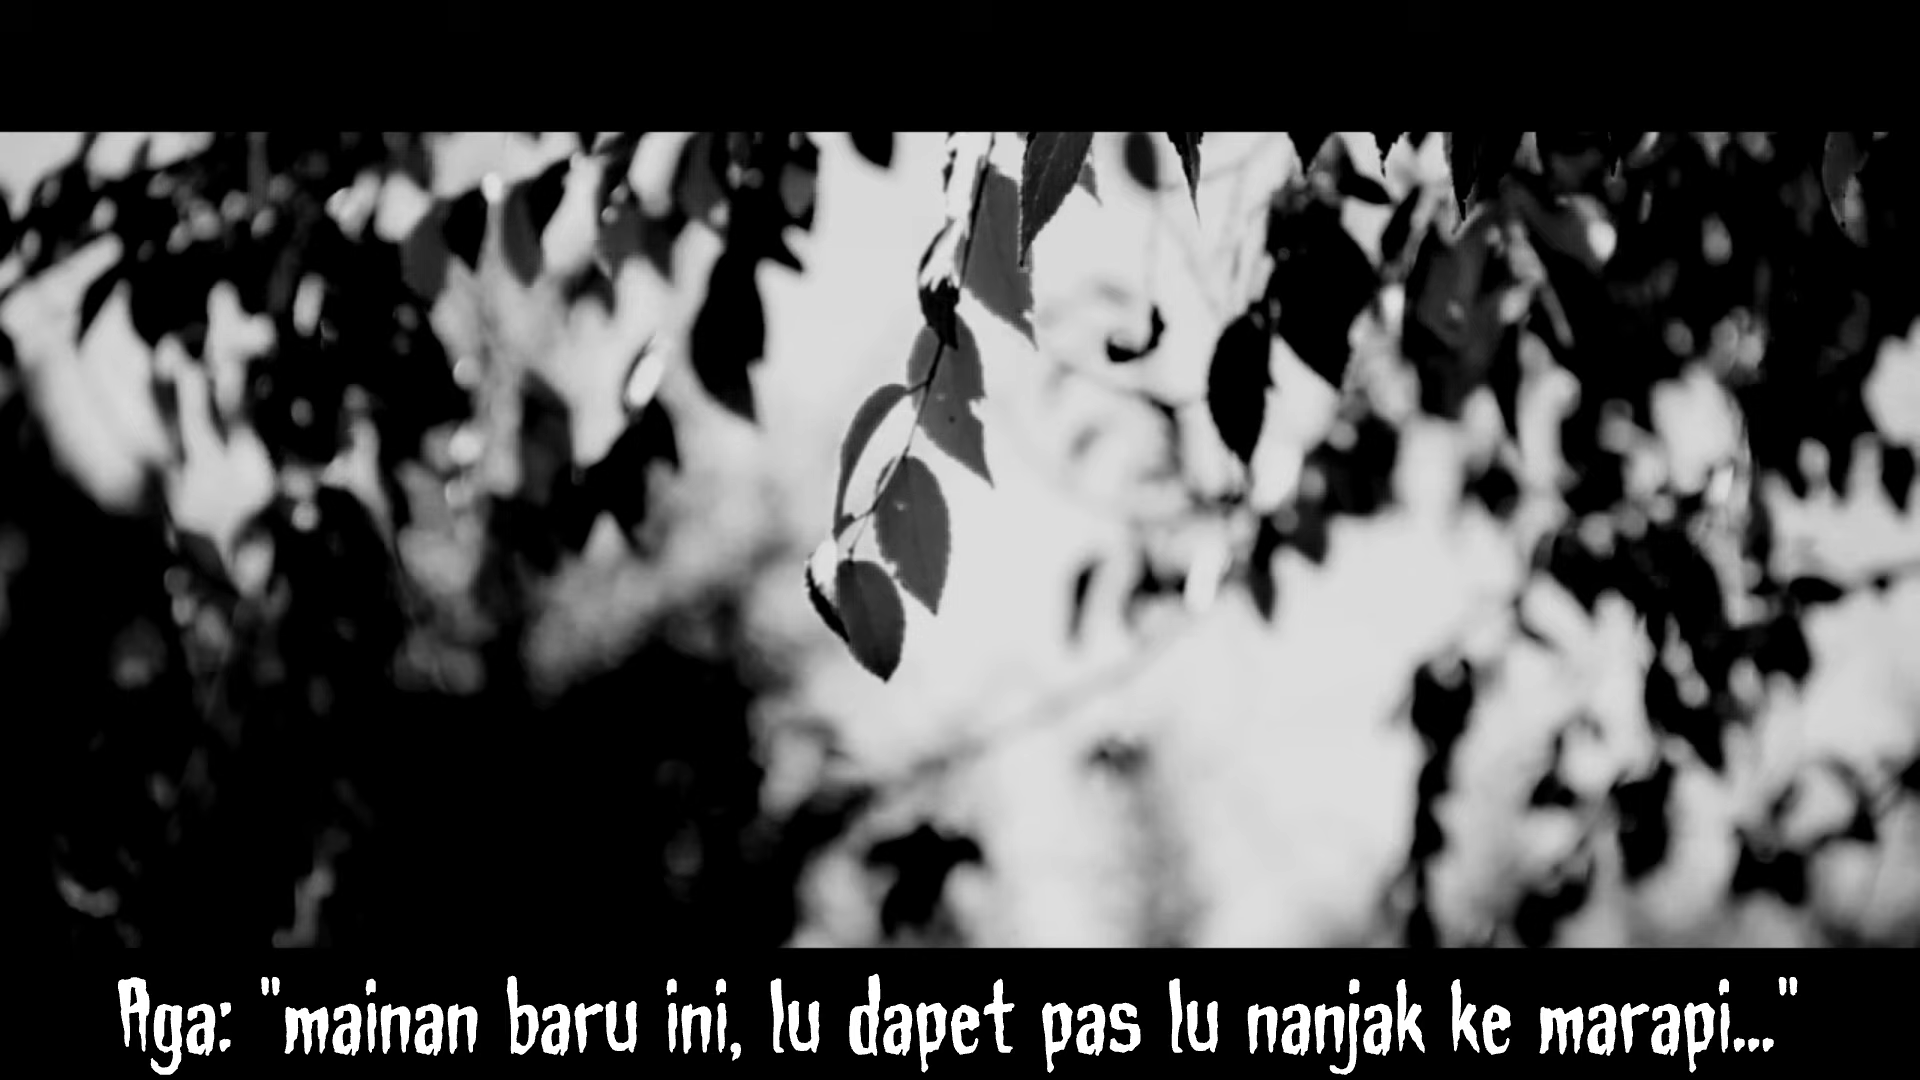 Aga: "mainan baru ini, lu dapet pas lu nanjak ke marapi..."